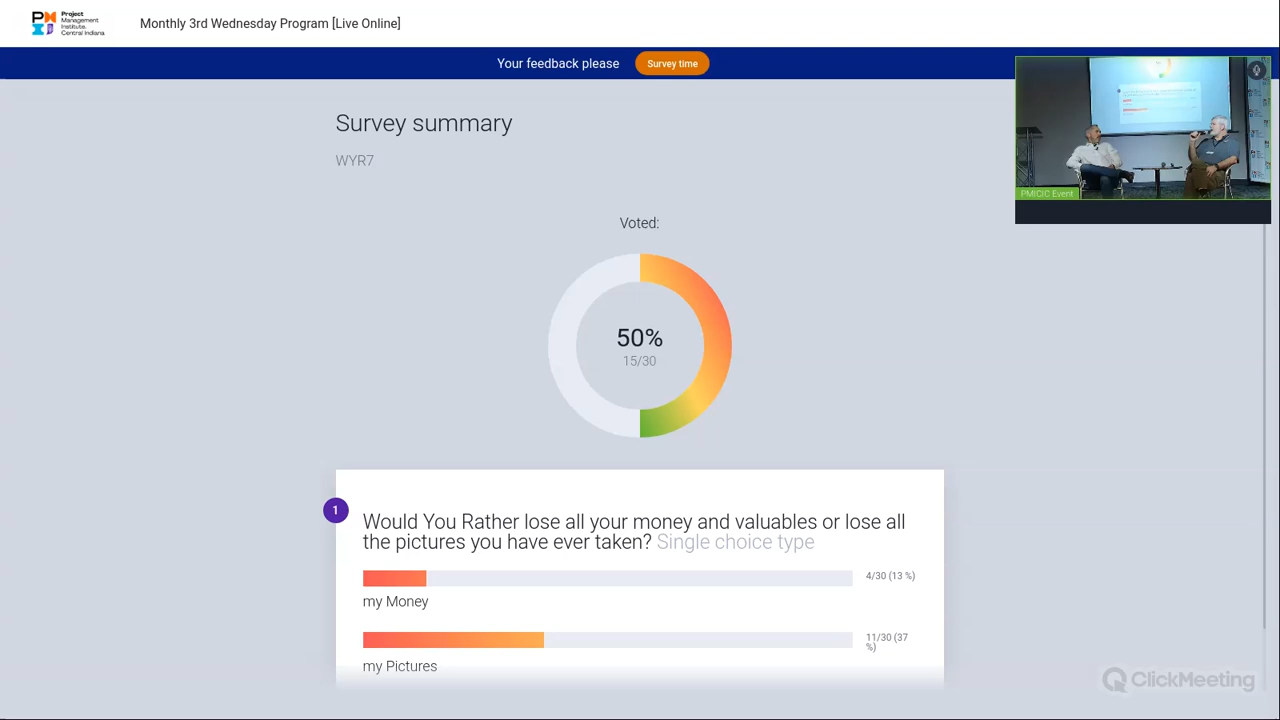 Project
Management
Institute.
Central Indiana
Monthly 3rd Wednesday Program [Live Online]
Your feedback please
Survey time
PMICIC Event
Survey summary
WYR7
Voted:
50%
15/30
1
Would You Rather lose all your money and valuables or lose all
the pictures you have ever taken? Single choice type
4/30 (13 %)
my Money
11/30 (37
%)
my Pictures
ClickMeeting